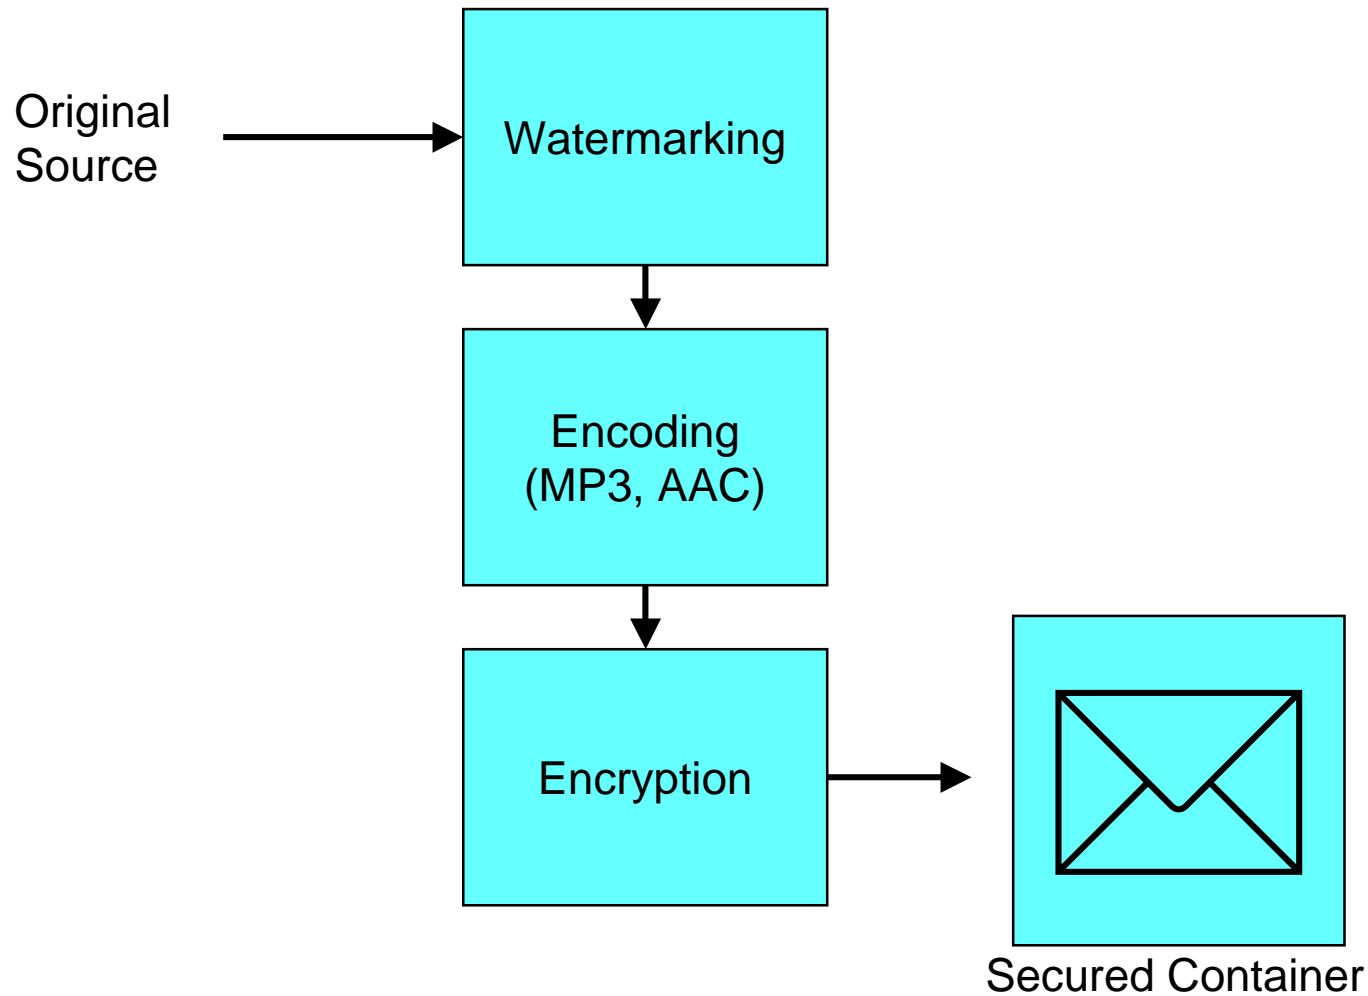 Original
Source
Watermarking
Encoding
(MP3, AAC)
Encryption
Secured Container